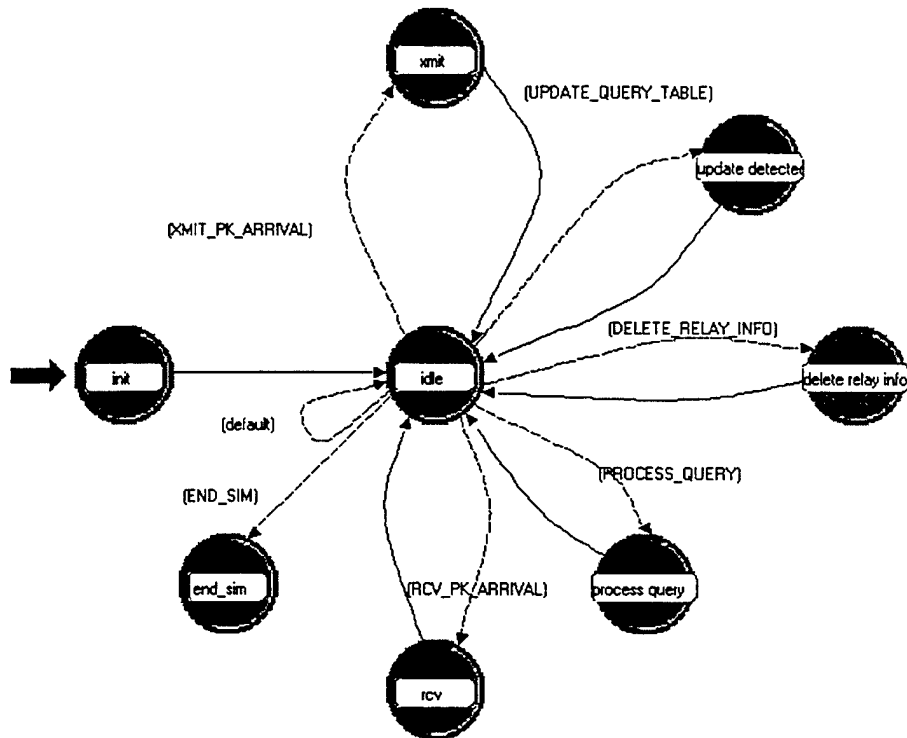 xmit
(UPDATE_QUERY_TABLE)
update detected
(XMIT_PK_ARRIVAL)
(DELETE_RELAY_INFO)
init
idle
delete relay info
(default)
(PROCESS_QUERY)
(END_SIM)
end_sim
(RCV_PK_ARRIVAL)
process query
rcv